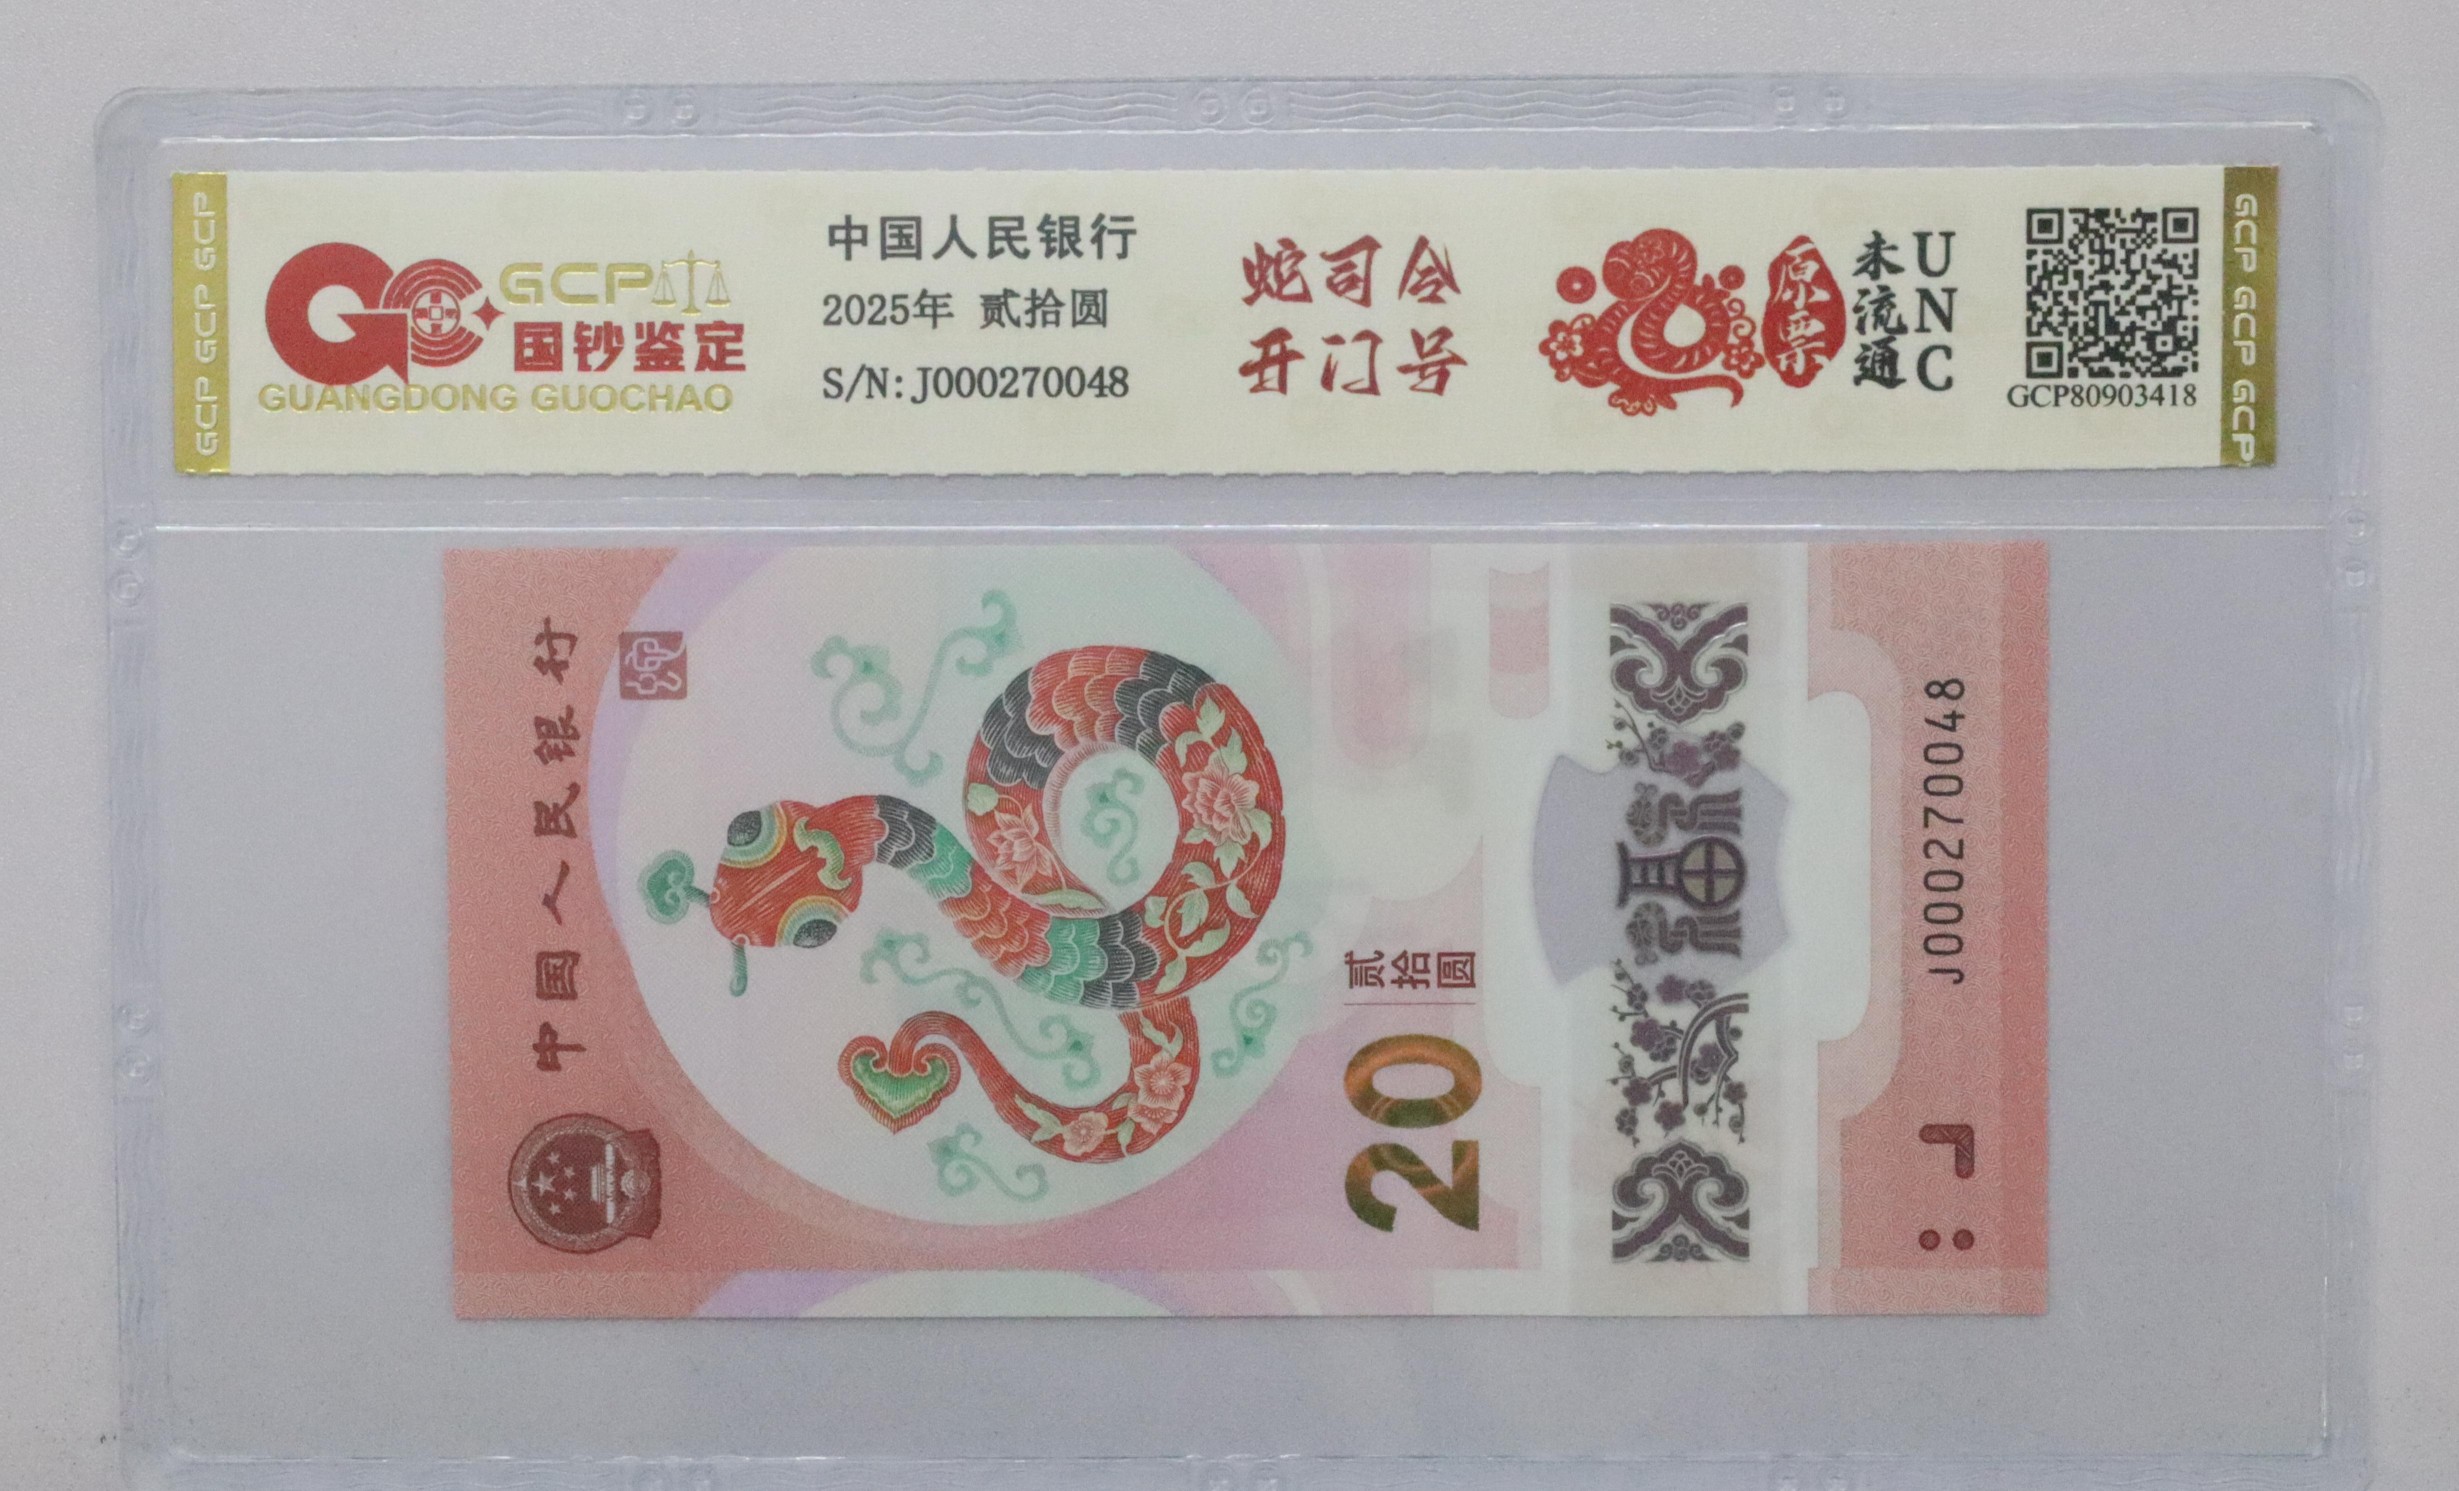 GCP GCP GCP
GCP
国钞鉴定
GUANGDONG GUOCHAO
中国人民银行
2025年 贰拾圆
S/N:J000270048
蛇司令
开门号
原票
未流通
UNC
GCP80903418
GCP GCP GCP
中国人民银行
贰拾圆
20
福
J000270048
J: